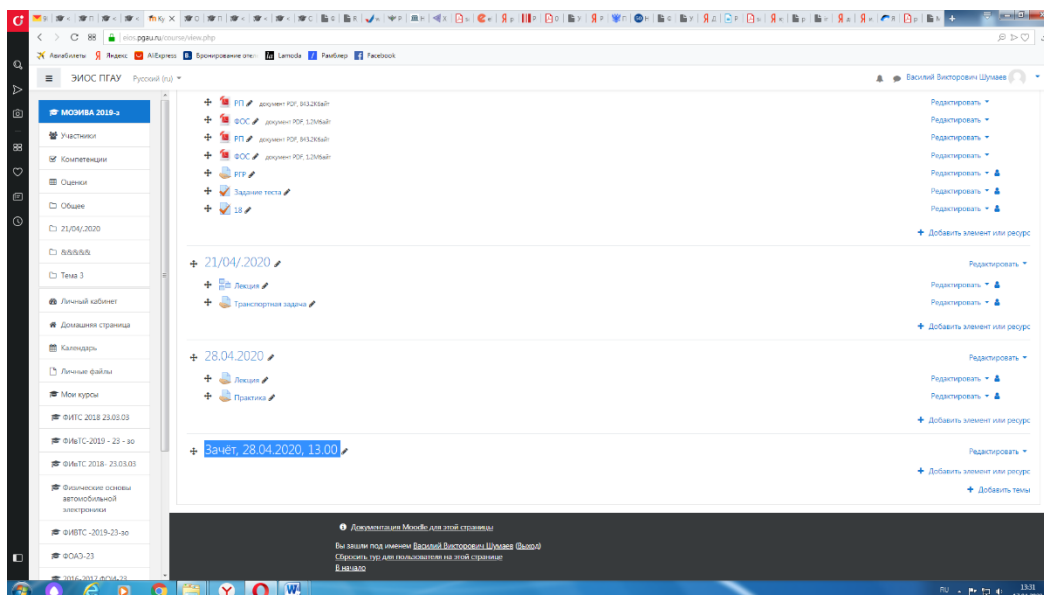 eios.pgau.ru/course/view.php
Авиабилеты Яндекс AliExpress Бронирование отел Lamoda Рамблер Facebook
ЭИОС ПГАУ Русский (ru)
Василий Викторович Шумаев
МОЭИВА 2019-з
Участники
Компетенции
Оценки
Общее
21/04/.2020
&&&&&
Тема 3
Личный кабинет
Домашняя страница
Календарь
Личные файлы
Мои курсы
ФИТС 2018 23.03.03
ФИвТС-2019 - 23 - зо
ФИвТС 2018- 23.03.03
Физические основы
автомобильной
электроники
ФИВТС -2019-23-зо
ФОАЭ-23
РП документ PDF, 843.2Кбайт Редактировать
ФОС документ PDF, 1.2Мбайт Редактировать
РП документ PDF, 843.2Кбайт Редактировать
ФОС документ PDF, 1.2Мбайт Редактировать
РГР Редактировать
Задание теста Редактировать
18 Редактировать
Добавить элемент или ресурс
21/04/.2020 Редактировать
Лекция Редактировать
Транспортная задача Редактировать
Добавить элемент или ресурс
28.04.2020 Редактировать
Лекция Редактировать
Практика Редактировать
Добавить элемент или ресурс
Зачёт, 28.04.2020, 13.00 Редактировать
Добавить элемент или ресурс
Добавить темы
Документация Moodle для этой страницы
Вы зашли под именем Василий Викторович Шумаев (Выход)
Сбросить тур для пользователя на этой странице
В начало
RU 13:31